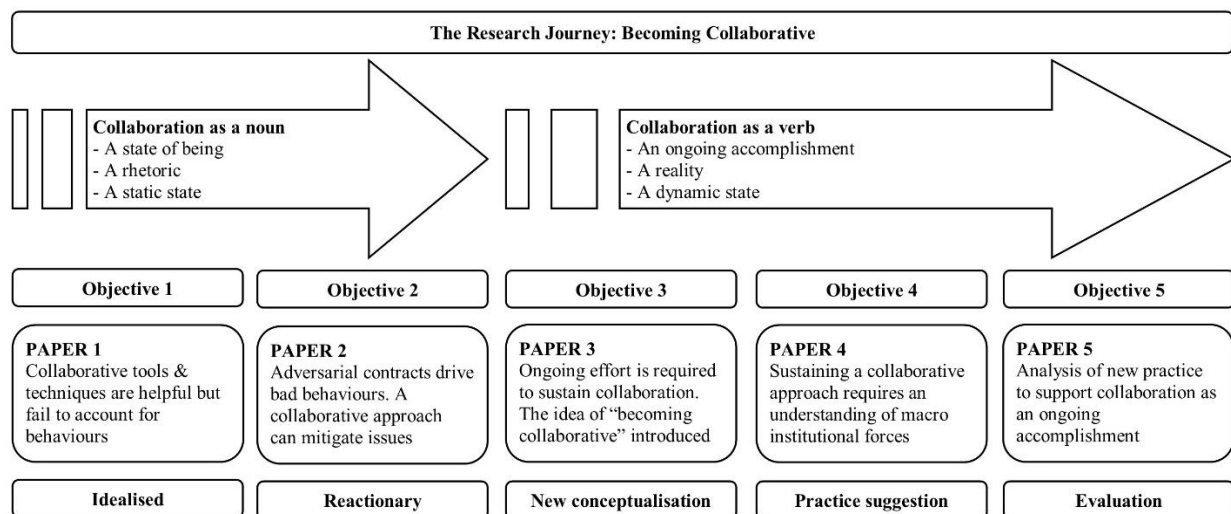 The Research Journey: Becoming Collaborative
Collaboration as a noun
- A state of being
- A rhetoric
- A static state
Collaboration as a verb
- An ongoing accomplishment
- A reality
- A dynamic state
Objective 1
Objective 2
Objective 3
Objective 4
Objective 5
PAPER 1
Collaborative tools &
techniques are helpful but
fail to account for
behaviours
PAPER 2
Adversarial contracts drive
bad behaviours. A
collaborative approach
can mitigate issues
PAPER 3
Ongoing effort is required
to sustain collaboration.
The idea of “becoming
collaborative” introduced
PAPER 4
Sustaining a collaborative
approach requires an
understanding of macro
institutional forces
PAPER 5
Analysis of new practice
to support collaboration as
an ongoing
accomplishment
Idealised
Reactionary
New conceptualisation
Practice suggestion
Evaluation